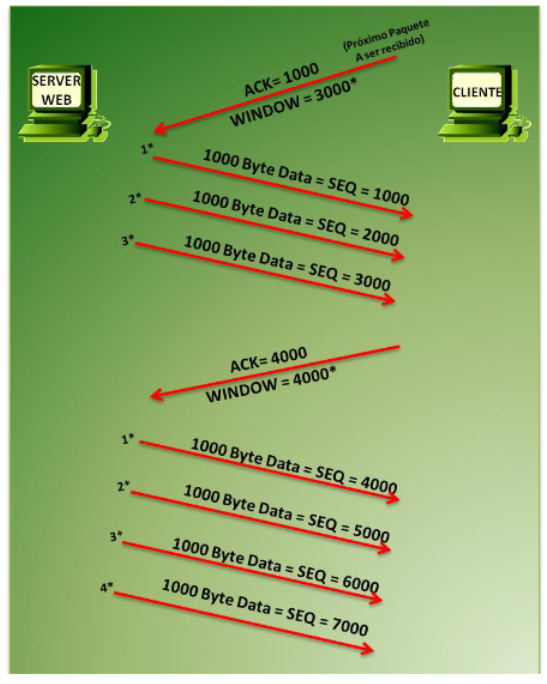 (Próximo Paquete
A ser recibido)
SERVER
WEB
ACK= 1000
CLIENTE
WINDOW = 3000*
1* 1000 Byte Data = SEQ = 1000
2* 1000 Byte Data = SEQ = 2000
3* 1000 Byte Data = SEQ = 3000
ACK= 4000
WINDOW = 4000*
1* 1000 Byte Data = SEQ = 4000
2* 1000 Byte Data = SEQ = 5000
3* 1000 Byte Data = SEQ = 6000
4* 1000 Byte Data = SEQ = 7000